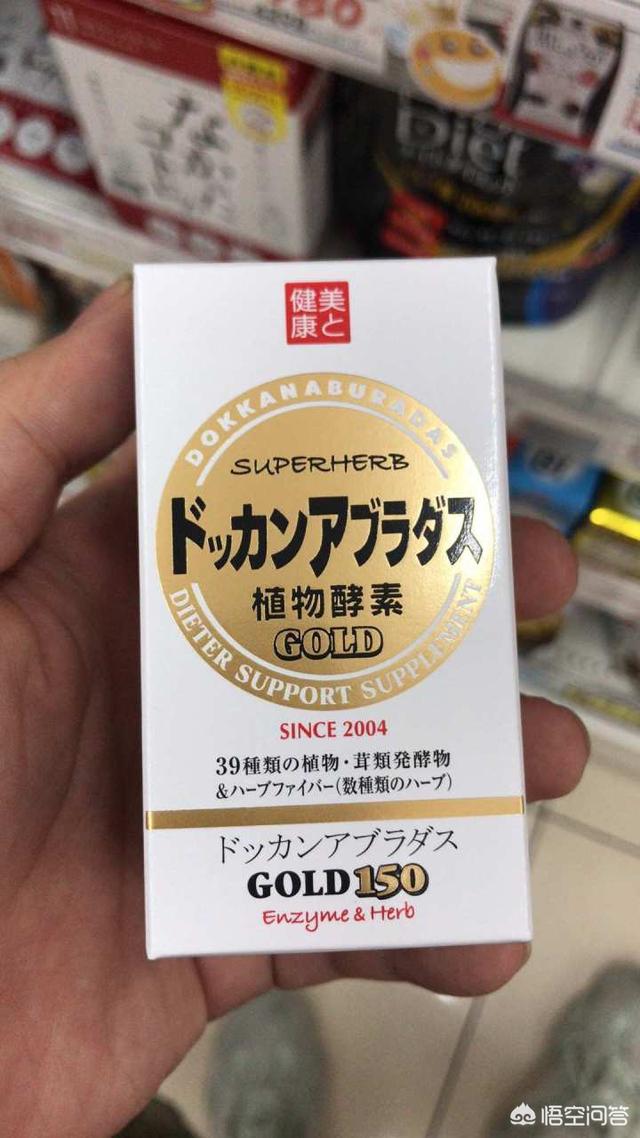 健康
美と
DOKKANABURADAS
SUPERHERB
ドッカンアブラダス
植物酵素
GOLD
DIETER SUPPORT SUPPLEMENT
SINCE 2004
39種類の植物・茸類発酵物
&ハーブファイバー(数種類のハーブ)
ドッカンアブラダス
GOLD150
Enzyme & Herb
Diet
悟空问答